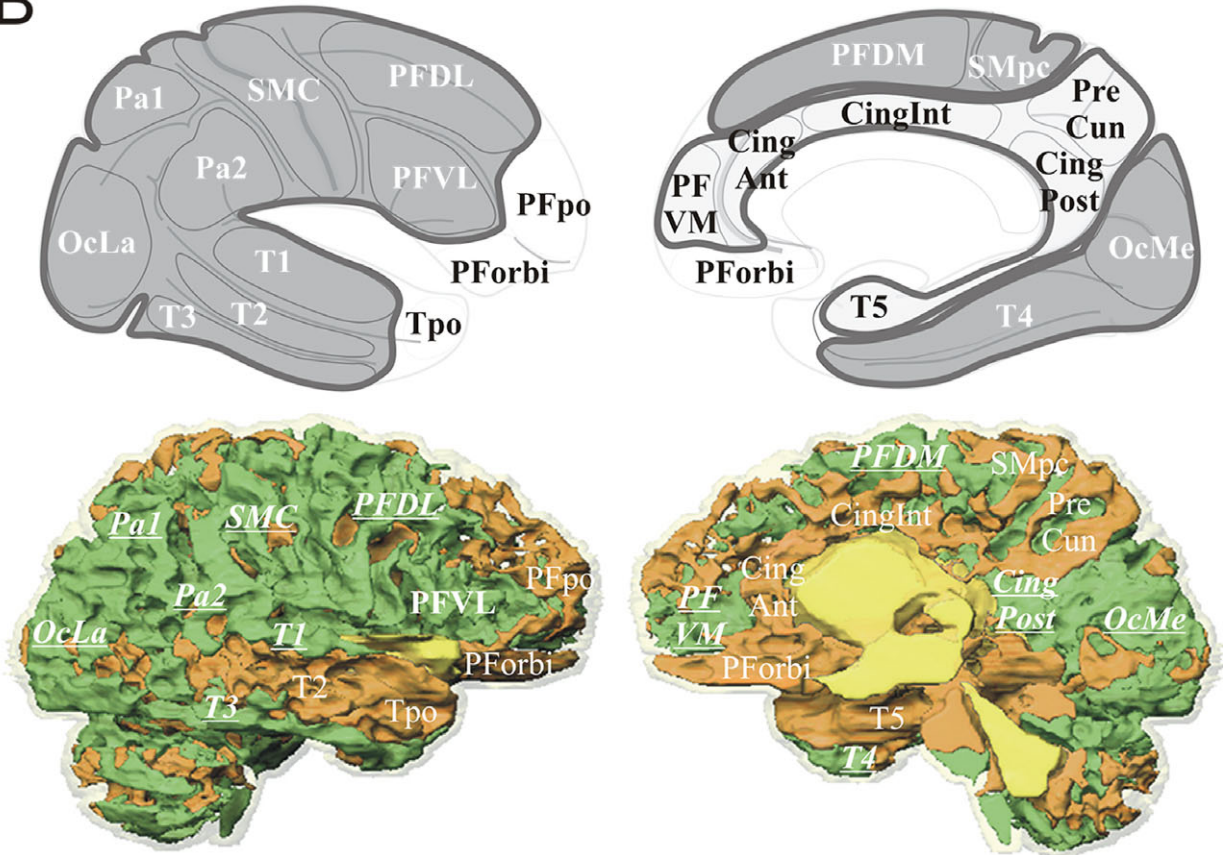 B
PFDL
SMC
Pa1
Pa2
PFVL
PFpo
OcLa
T1
PForbi
T3
T2
Tpo
PFDM
SMpc
Pre
Cun
CingInt
Cing
Ant
PF
VM
Cing
Post
PForbi
OcMe
T5
T4
Pa1
SMC
PFDL
PFpo
Pa2
PFVL
OcLa
T1
PForbi
T2
T3
Tpo
PFDM
SMpc
CingInt
Pre
Cun
Cing
Ant
PF
VM
Cing
Post
OcMe
PForbi
T5
T4